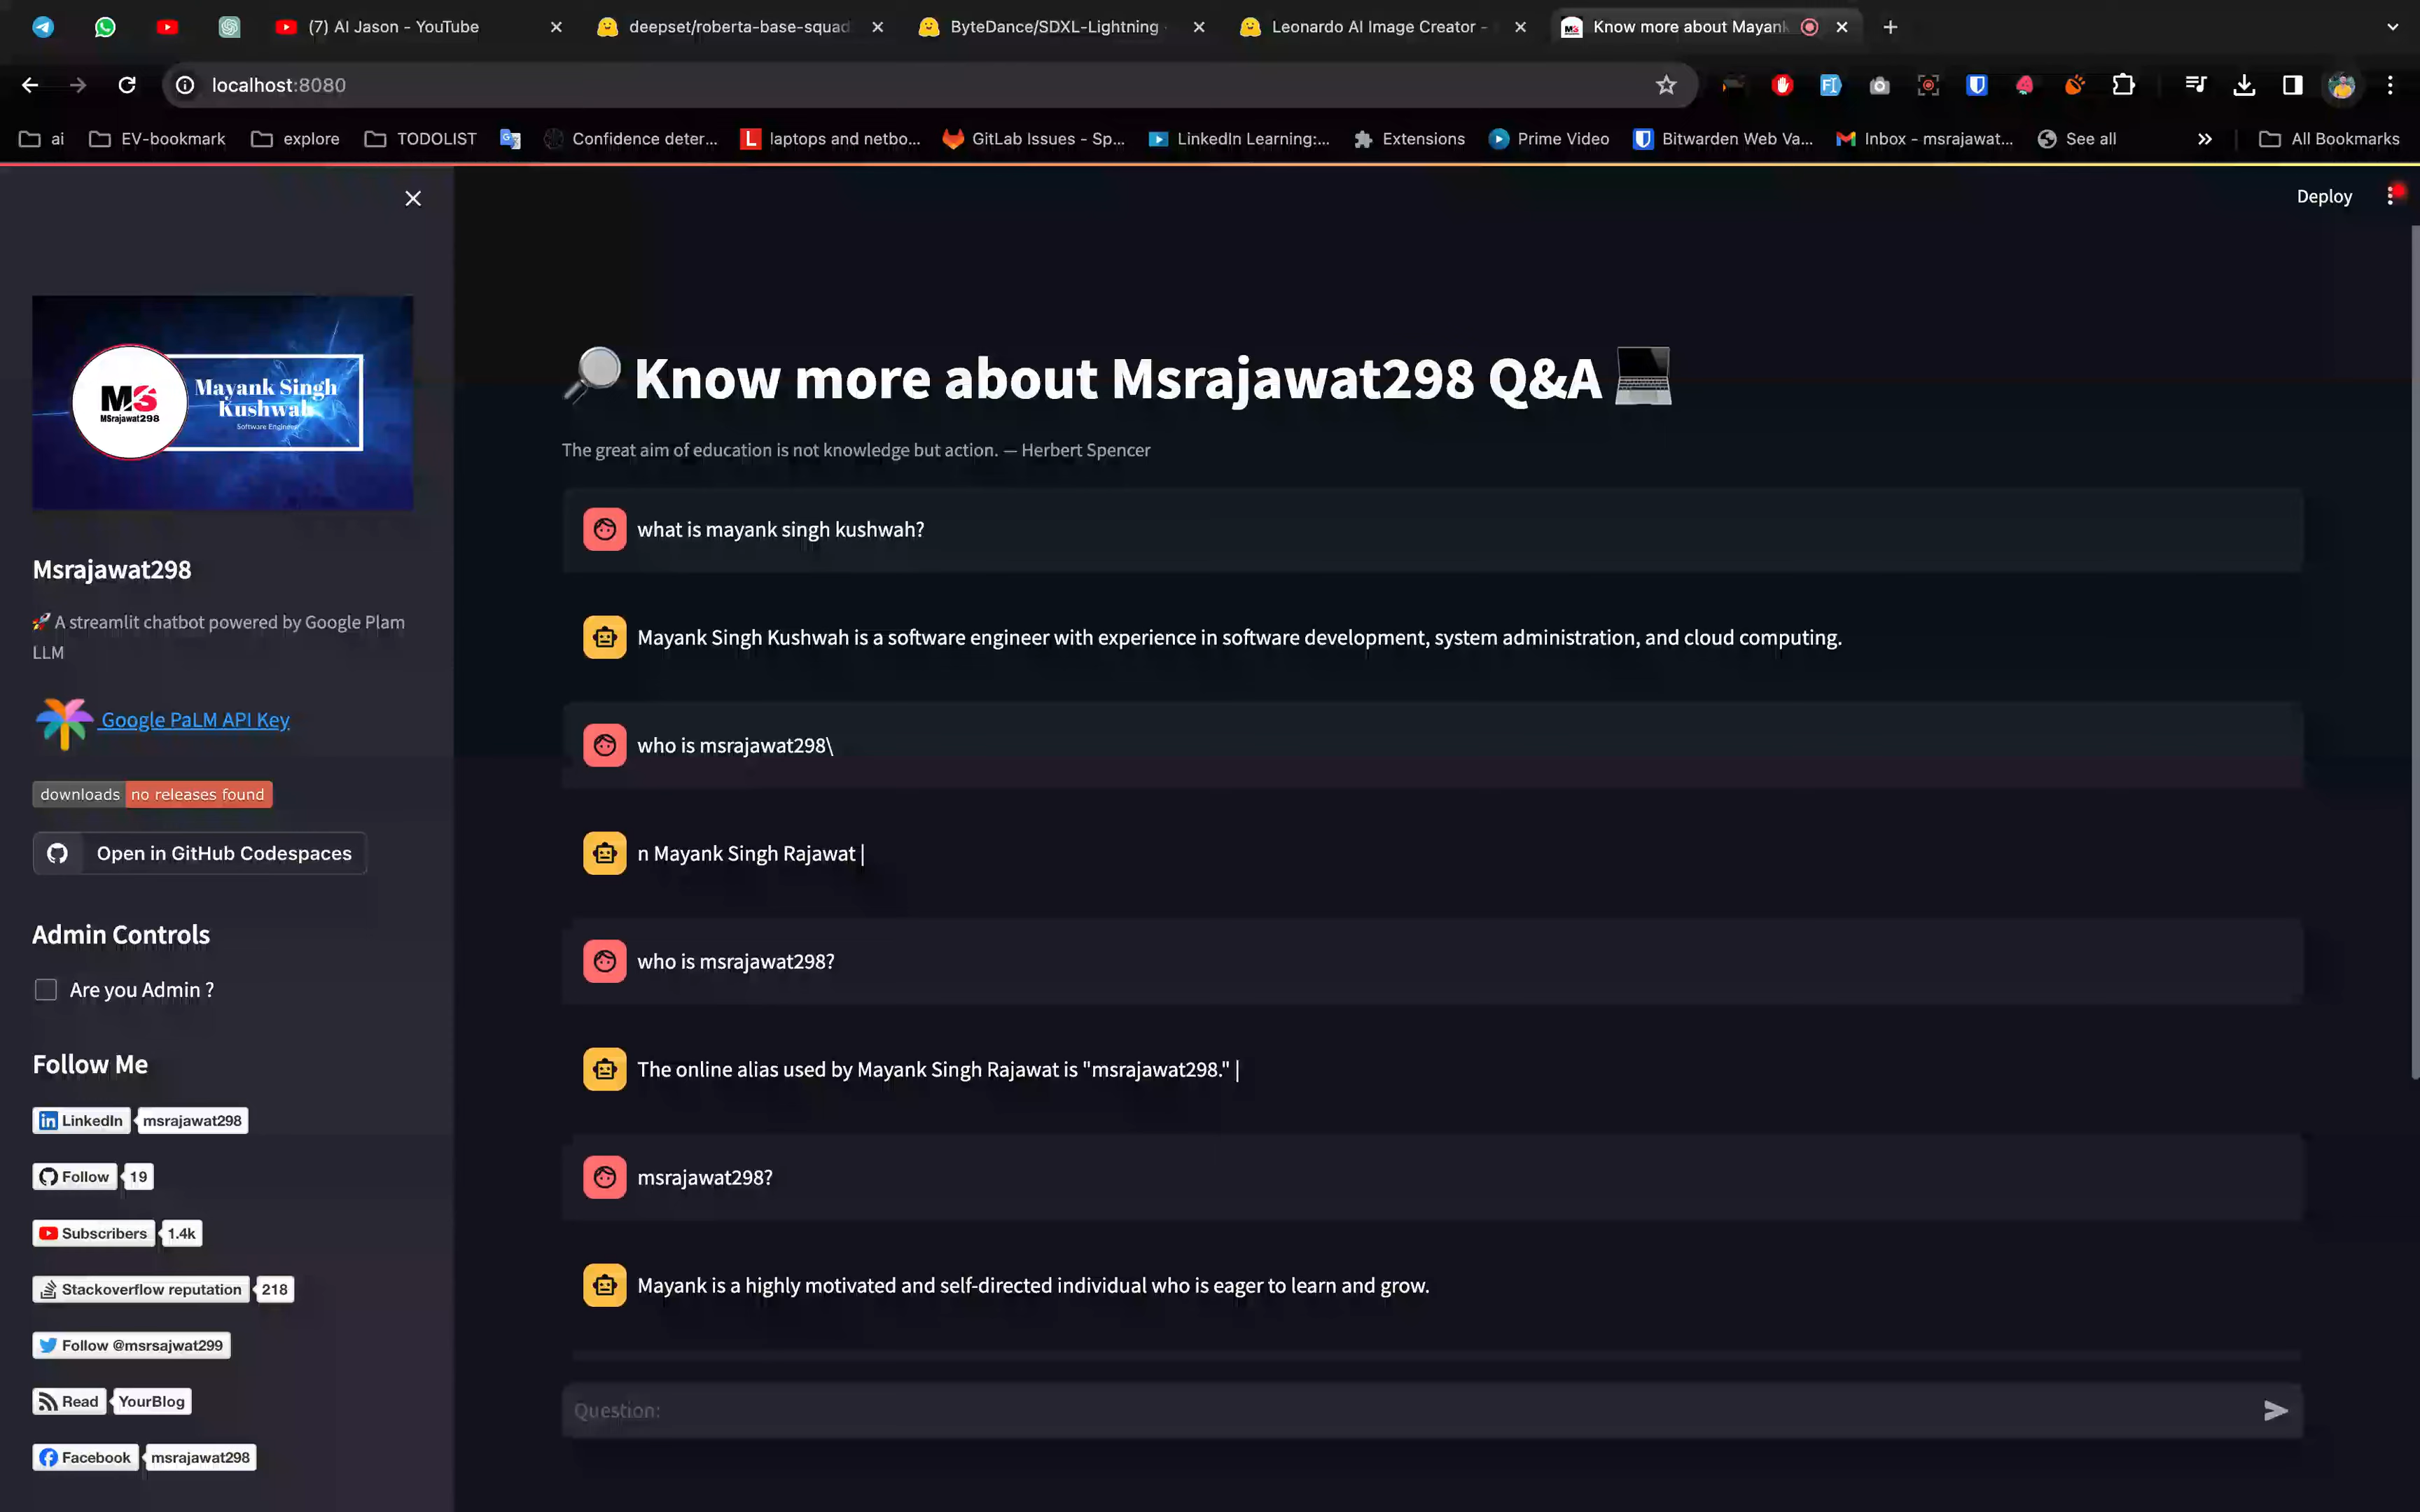 (7) AI Jason - YouTube
deepset/roberta-base-squad
ByteDance/SDXL-Lightning
Leonardo AI Image Creator -
Know more about Mayank
localhost:8080
ai
EV-bookmark
explore
TODOLIST
Confidence deter...
laptops and netbo...
GitLab Issues - Sp...
LinkedIn Learning:...
Extensions
Prime Video
Bitwarden Web Va...
Inbox - msrajawat...
See all
All Bookmarks
Deploy
MS
MSrajawat298
Mayank Singh
Kushwah
Software Engineer
Msrajawat298
🚀 A streamlit chatbot powered by Google Plam
LLM
Google PaLM API Key
downloads no releases found
Open in GitHub Codespaces
Admin Controls
Are you Admin ?
Follow Me
LinkedIn msrajawat298
Follow 19
Subscribers 1.4k
Stackoverflow reputation 218
Follow @msrsajwat299
Read YourBlog
Facebook msrajawat298
🔎 Know more about Msrajawat298 Q&A 💻
The great aim of education is not knowledge but action. — Herbert Spencer
what is mayank singh kushwah?
Mayank Singh Kushwah is a software engineer with experience in software development, system administration, and cloud computing.
who is msrajawat298\
n Mayank Singh Rajawat |
who is msrajawat298?
The online alias used by Mayank Singh Rajawat is "msrajawat298." |
msrajawat298?
Mayank is a highly motivated and self-directed individual who is eager to learn and grow.
Question: